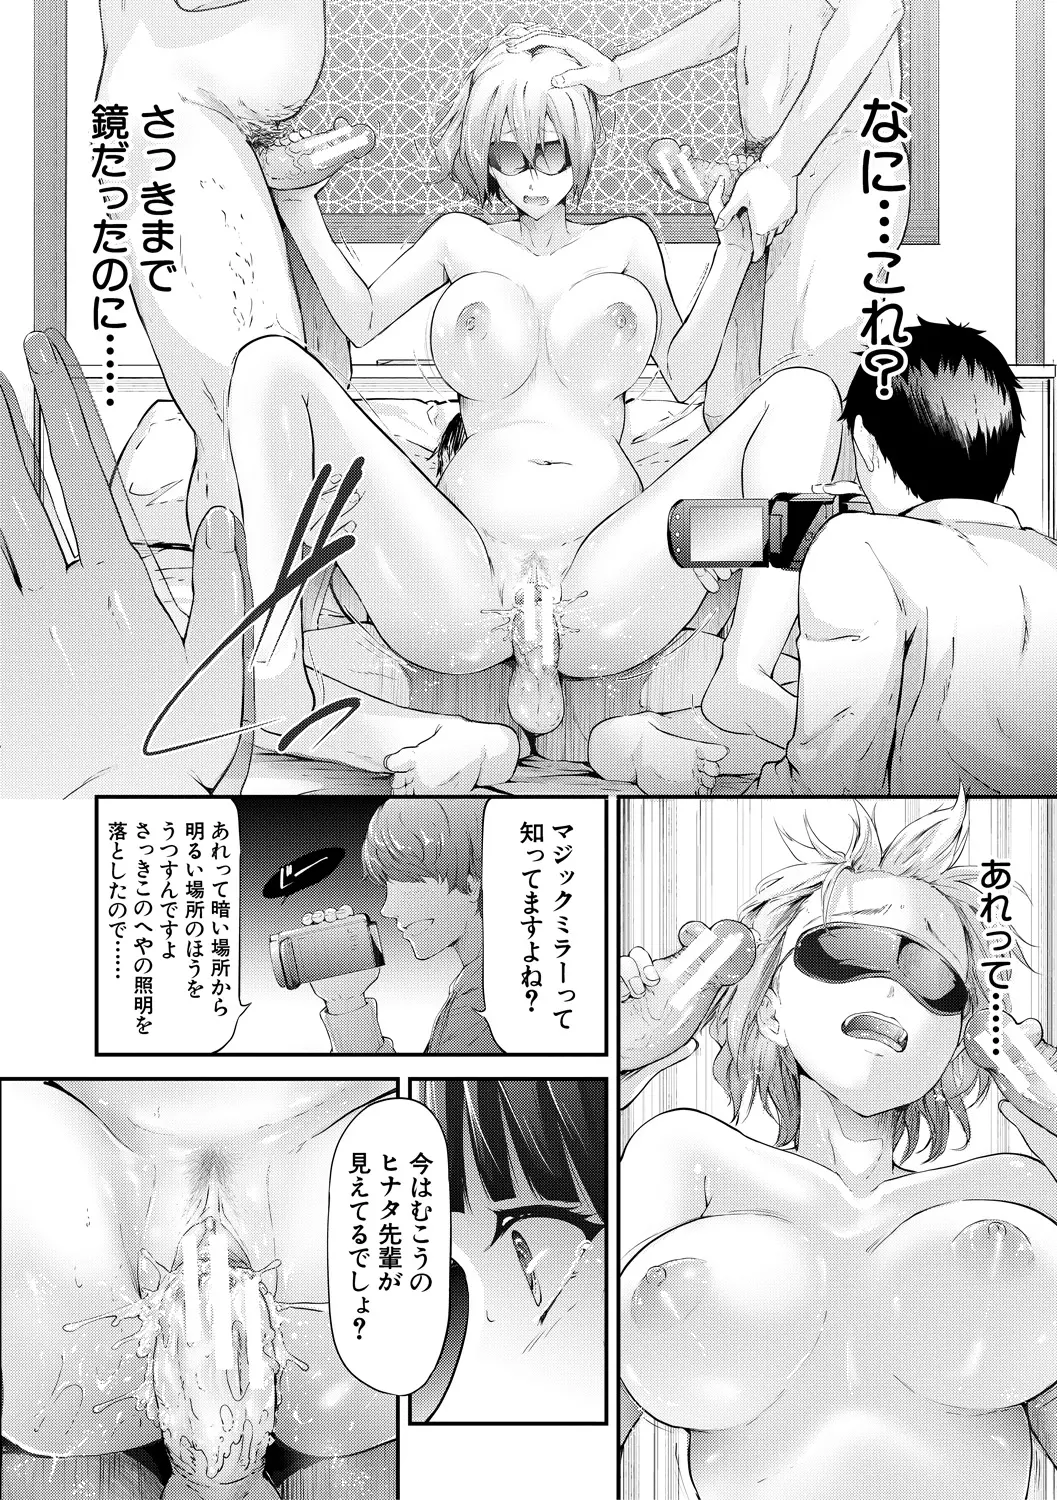 なに…これ？
さっきまで
鏡だったのに……
あれって……
マジックミラーって
知ってますよね？
あれって暗い場所から
明るい場所のほうを
うつすんですよ
さっきこのへやの照明を
落としたので……
今はむこうの
ヒナタ先輩が
見えてるでしょ？